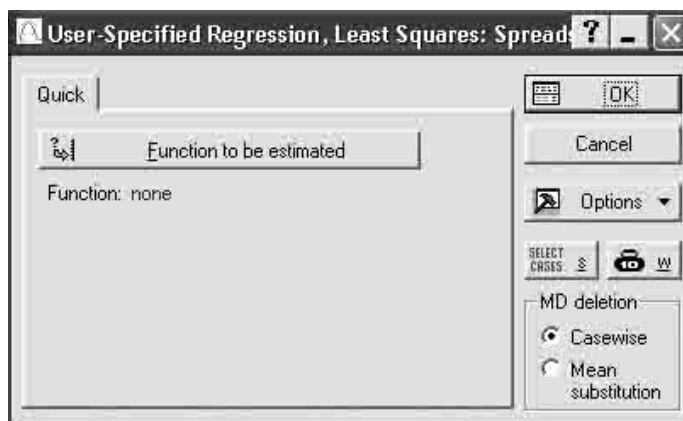 User-Specified Regression, Least Squares: Spreads
Quick
OK
Function to be estimated
Cancel
Function: none
Options
SELECT CASES S
W
MD deletion
Casewise
Mean substitution